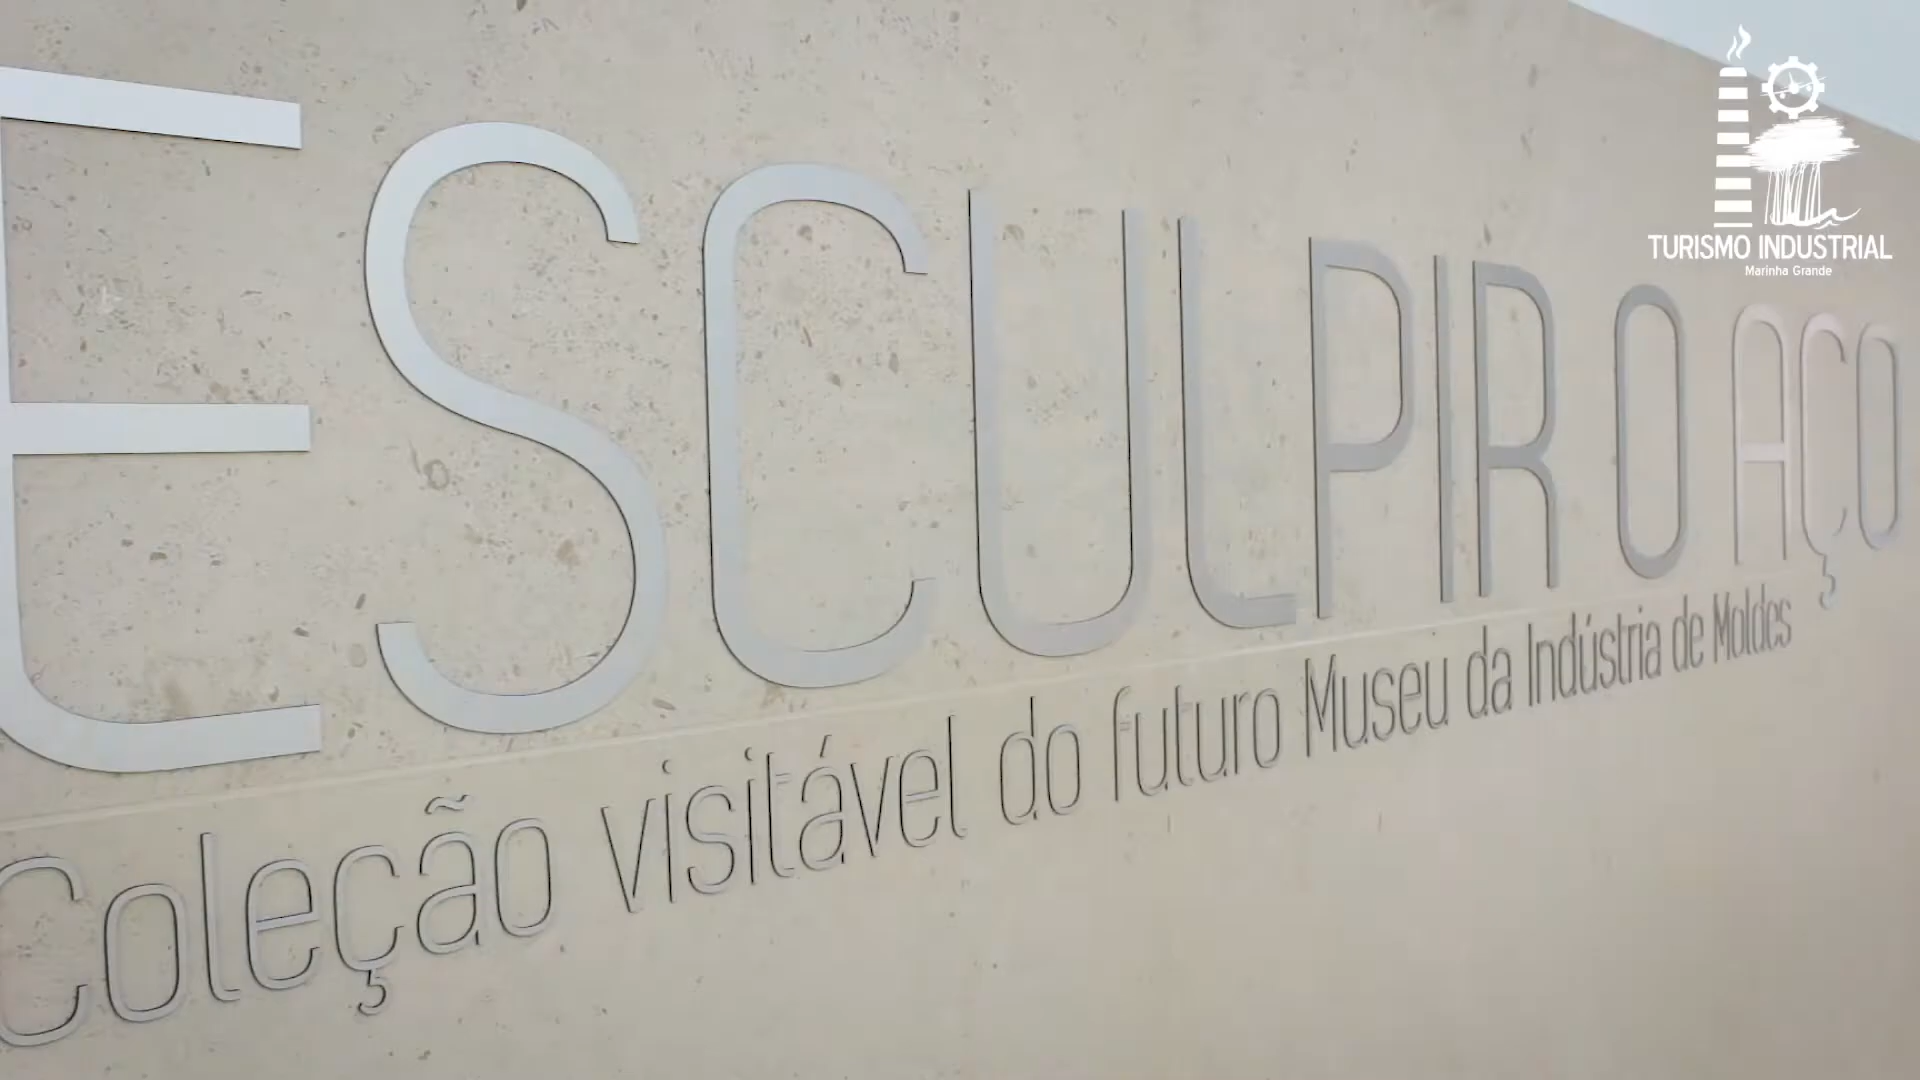 ESCULPIR O AÇO
Coleção visitável do futuro Museu da Indústria de Moldes
TURISMO INDUSTRIAL
Marinha Grande